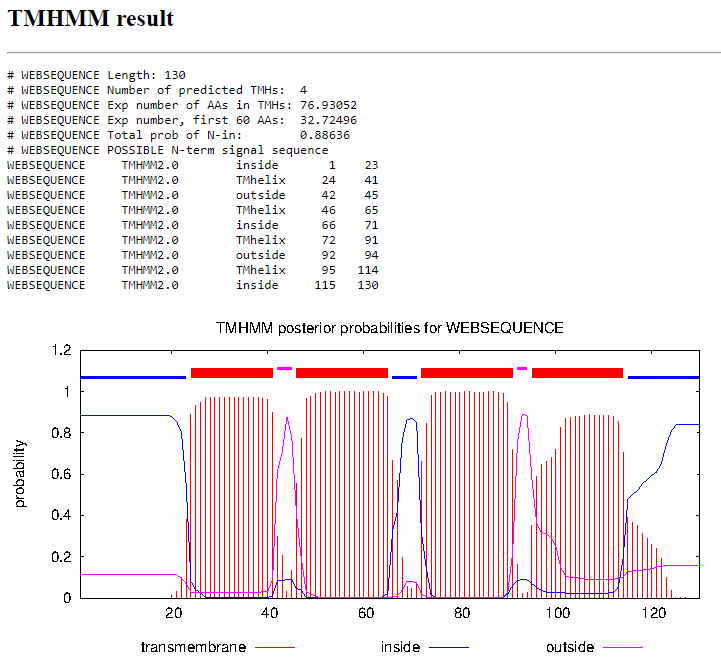 TMHMM result
# WEBSEQUENCE Length: 130
# WEBSEQUENCE Number of predicted TMHs:  4
# WEBSEQUENCE Exp number of AAs in TMHs: 76.93052
# WEBSEQUENCE Exp number, first 60 AAs:  32.72496
# WEBSEQUENCE Total prob of N-in:        0.88636
# WEBSEQUENCE POSSIBLE N-term signal sequence
WEBSEQUENCE     TMHMM2.0        inside       1    23
WEBSEQUENCE     TMHMM2.0        TMhelix     24    41
WEBSEQUENCE     TMHMM2.0        outside     42    45
WEBSEQUENCE     TMHMM2.0        TMhelix     46    65
WEBSEQUENCE     TMHMM2.0        inside      66    71
WEBSEQUENCE     TMHMM2.0        TMhelix     72    91
WEBSEQUENCE     TMHMM2.0        outside     92    94
WEBSEQUENCE     TMHMM2.0        TMhelix     95   114
WEBSEQUENCE     TMHMM2.0        inside     115   130
TMHMM posterior probabilities for WEBSEQUENCE
1.2
1
0.8
0.6
0.4
0.2
0
probability
20 40 60 80 100 120
transmembrane inside outside